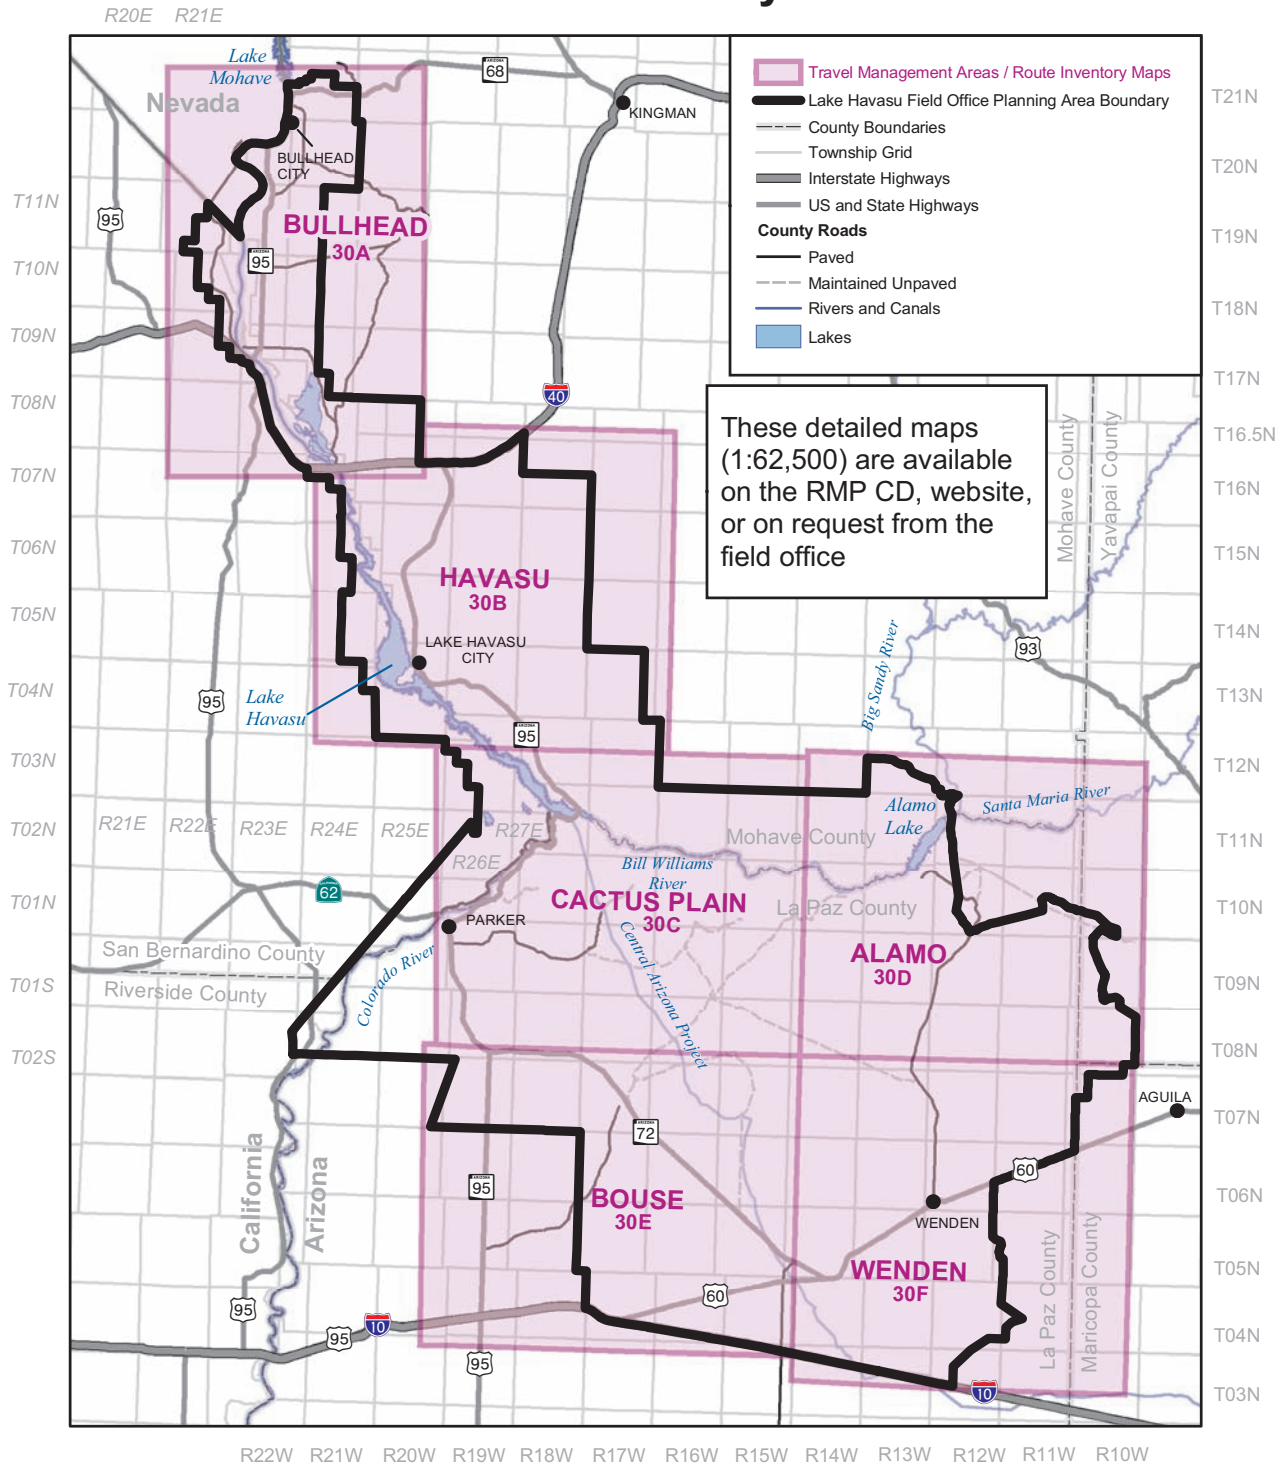 R20E R21E
Lake
Mohave
Nevada
68
KINGMAN
BULLHEAD
CITY
BULLHEAD
30A
95
ARIZONA
95
40
Travel Management Areas / Route Inventory Maps
Lake Havasu Field Office Planning Area Boundary
County Boundaries
Township Grid
Interstate Highways
US and State Highways
County Roads
Paved
Maintained Unpaved
Rivers and Canals
Lakes
These detailed maps
(1:62,500) are available
on the RMP CD, website,
or on request from the
field office
Mohave County
Yavapai County
T21N
T20N
T19N
T18N
T17N
T16.5N
T16N
T15N
T14N
T13N
T12N
T11N
T10N
T09N
T08N
T07N
T06N
T05N
T04N
T03N
T11N
T10N
T09N
T08N
T07N
T06N
T05N
T04N
T03N
T02N
T01N
T01S
T02S
HAVASU
30B
LAKE HAVASU
CITY
Lake
Havasu
95
ARIZONA
95
93
Big Sandy River
Santa Maria River
Alamo
Lake
R21E R22E R23E R24E R25E R27E
R26E
Mohave County
Bill Williams
River
CACTUS PLAIN
30C
La Paz County
62
PARKER
San Bernardino County
Riverside County
Colorado River
Central Arizona Project
ALAMO
30D
AGUILA
ARIZONA
72
60
ARIZONA
95
BOUSE
30E
WENDEN
California
Arizona
WENDEN
30F
La Paz County
Maricopa County
60
95
10
95
95
10
R22W R21W R20W R19W R18W R17W R16W R15W R14W R13W R12W R11W R10W